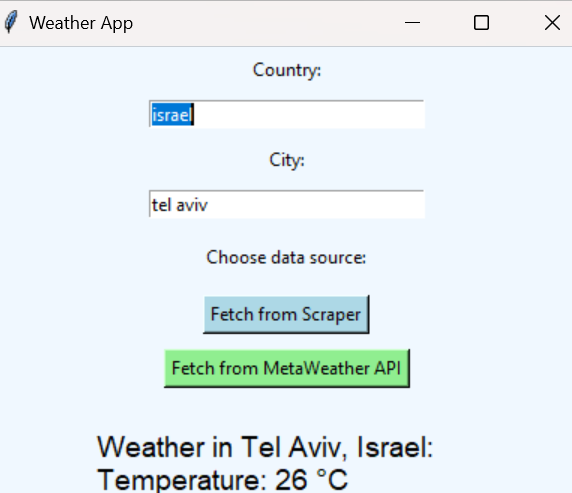 Weather App
Country:
israel
City:
tel aviv
Choose data source:
Fetch from Scraper
Fetch from MetaWeather API
Weather in Tel Aviv, Israel:
Temperature: 26 °C